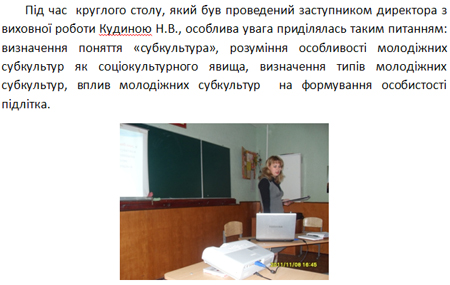 Під час круглого столу, який був проведений заступником директора з
виховної роботи Кудиною Н.В., особлива увага приділялась таким питанням:
визначення поняття «субкультура», розуміння особливості молодіжних
субкультур як соціокультурного явища, визначення типів молодіжних
субкультур, вплив молодіжних субкультур на формування особистості
підлітка.
2011/11/09 16:45